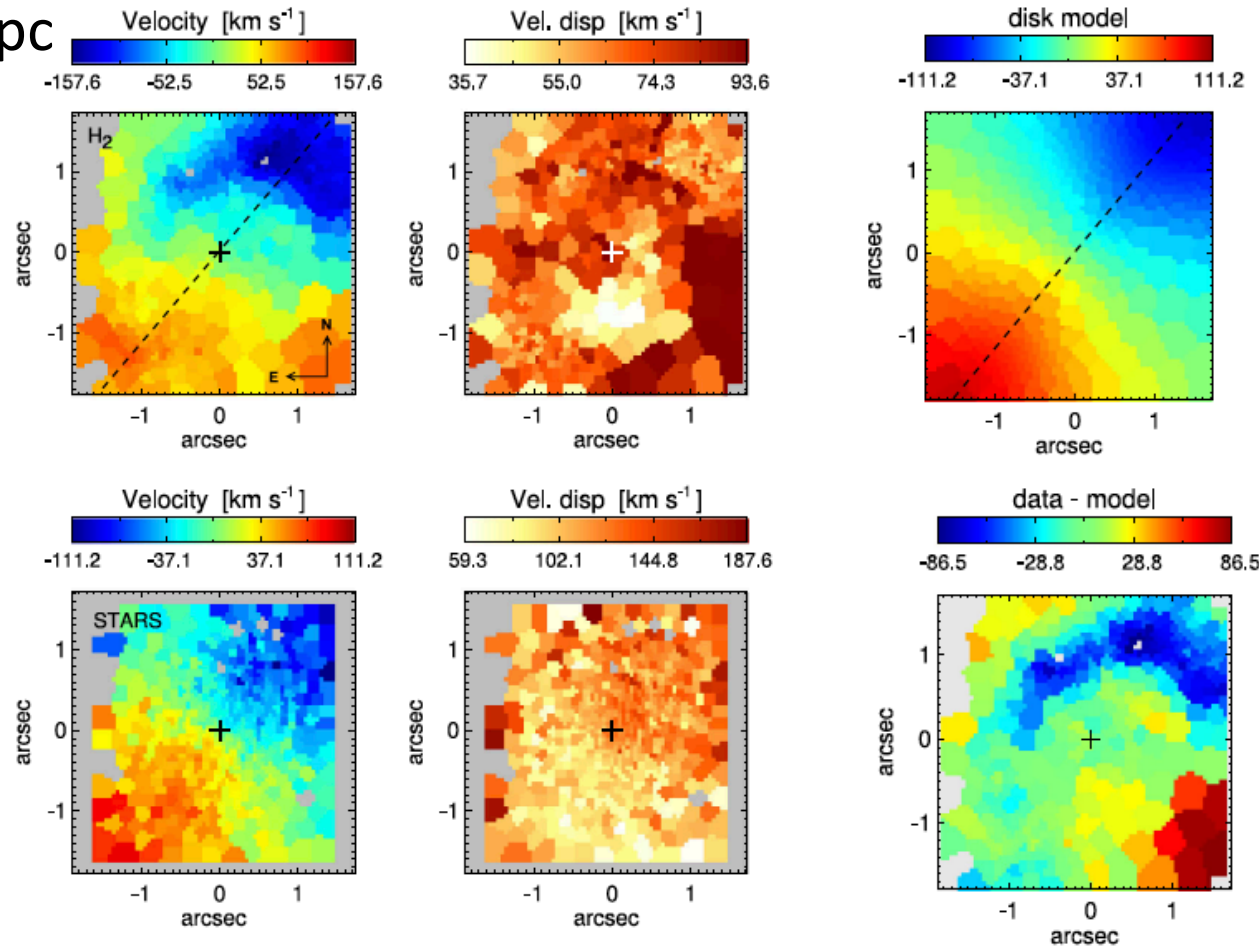 pc
Velocity [km s-1]
-157.6 -52.5 52.5 157.6
H2
1
0
-1
arcsec
N
E
-1 0 1
arcsec
Vel. disp [km s-1]
35.7 55.0 74.3 93.6
1
0
-1
arcsec
-1 0 1
arcsec
disk model
-111.2 -37.1 37.1 111.2
1
0
-1
arcsec
-1 0 1
arcsec
Velocity [km s-1]
-111.2 -37.1 37.1 111.2
STARS
1
0
-1
arcsec
-1 0 1
arcsec
Vel. disp [km s-1]
59.3 102.1 144.8 187.6
1
0
-1
arcsec
-1 0 1
arcsec
data - model
-86.5 -28.8 28.8 86.5
1
0
-1
arcsec
-1 0 1
arcsec